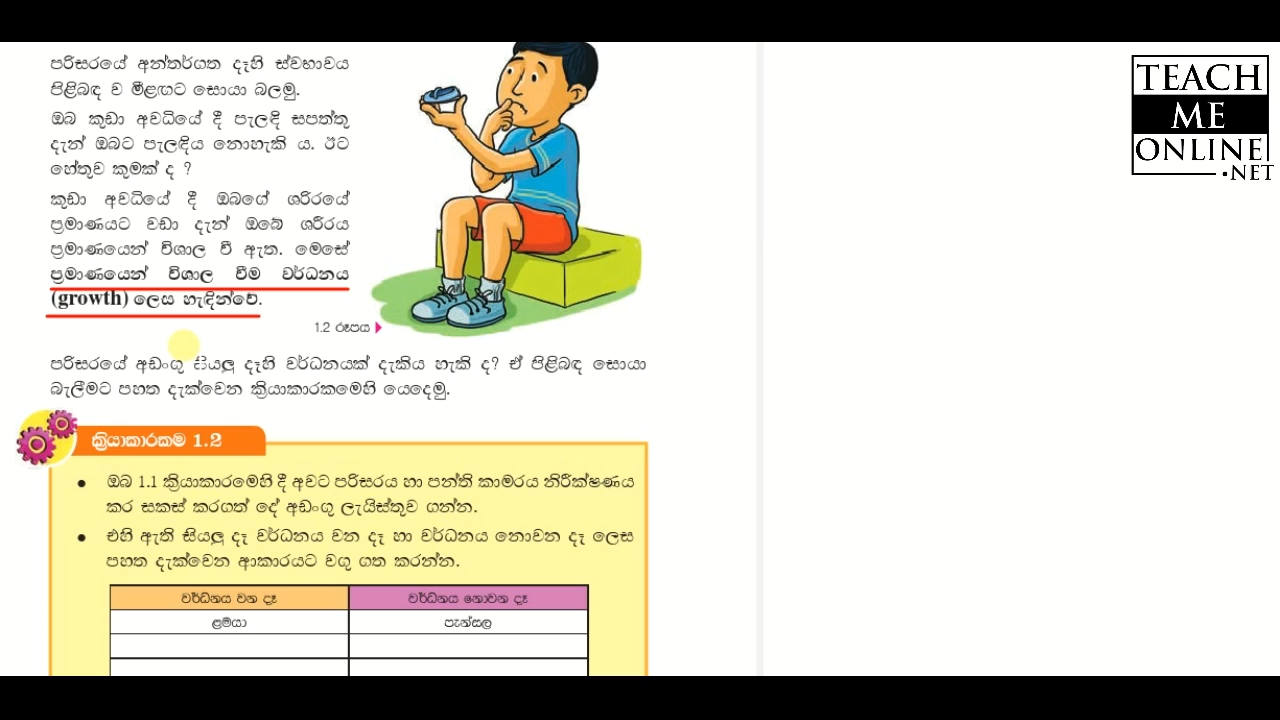 පරිසරයේ අන්තර්ගත දෑහි ස්වභාවය
පිළිබඳ ව මීළඟට සොයා බලමු.
ඔබ කුඩා අවධියේ දී පැලඳි සපත්තු
දැන් ඔබට පැලඳිය නොහැකි ය. ඊට
හේතුව කුමක් ද ?
කුඩා අවධියේ දී ඔබගේ ශරීරයේ
ප්‍රමාණයට වඩා දැන් ඔබේ ශරීරය
ප්‍රමාණයෙන් විශාල වී ඇත. මෙසේ
ප්‍රමාණයෙන් විශාල වීම වර්ධනය
(growth) ලෙස හැඳින්වේ.
1.2 රූපය
පරිසරයේ අඩංගු සියලු දෑහි වර්ධනයක් දැකිය හැකි ද? ඒ පිළිබඳ සොයා
බැලීමට පහත දැක්වෙන ක්‍රියාකාරකමෙහි යෙදෙමු.
ක්‍රියාකාරකම 1.2
● ඔබ 1.1 ක්‍රියාකාරමෙහි දී අවට පරිසරය හා පන්ති කාමරය නිරීක්ෂණය
කර සකස් කරගත් දේ අඩංගු ලැයිස්තුව ගන්න.
● එහි ඇති සියලු දෑ වර්ධනය වන දෑ හා වර්ධනය නොවන දෑ ලෙස
පහත දැක්වෙන ආකාරයට වගු ගත කරන්න.
වර්ධනය වන දෑ වර්ධනය නොවන දෑ
ළමයා පැන්සල
TEACH
ME
ONLINE
.NET